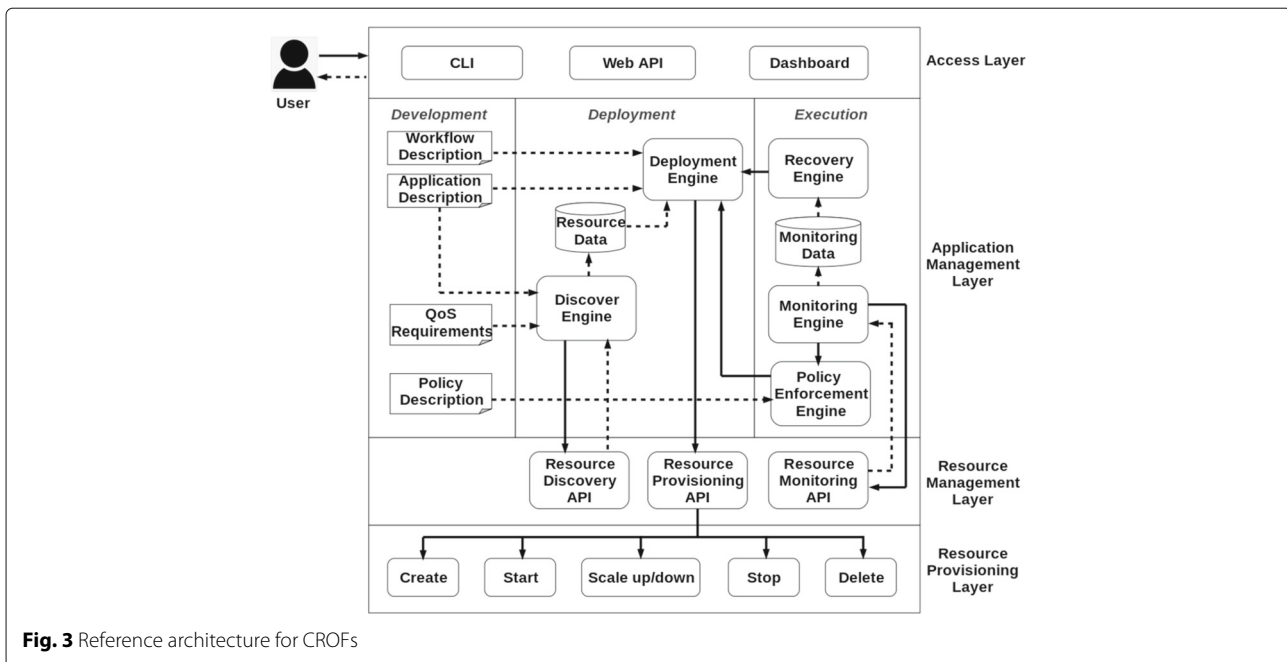 CLI
Web API
Dashboard
Access Layer
User
Development
Deployment
Execution
Workflow
Description
Application
Description
QoS
Requirements
Policy
Description
Deployment
Engine
Resource
Data
Discover
Engine
Recovery
Engine
Monitoring
Data
Monitoring
Engine
Policy
Enforcement
Engine
Application
Management
Layer
Resource
Discovery
API
Resource
Provisioning
API
Resource
Monitoring
API
Resource
Management
Layer
Create
Start
Scale up/down
Stop
Delete
Resource
Provisioning
Layer
Fig. 3 Reference architecture for CROFs